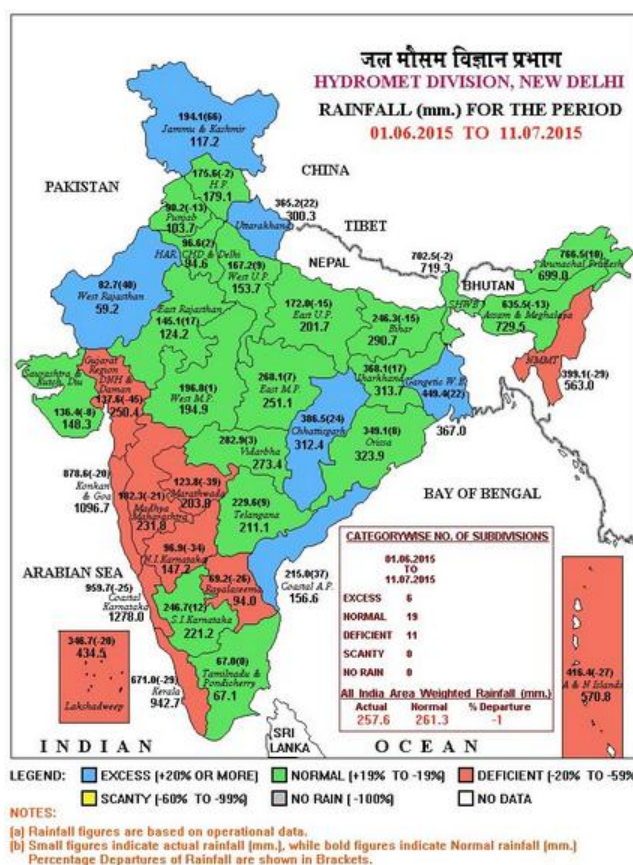 जल मौसम विज्ञान प्रभाग
HYDROMET DIVISION, NEW DELHI
RAINFALL (mm.) FOR THE PERIOD
01.06.2015 TO 11.07.2015
194.1(66)
Jammu & Kashmir
117.2
CHINA
PAKISTAN
175.6(-2)
H.P.
179.1
90.2(-13)
Punjab
103.7
365.2(22)
Uttarakhand
300.3
TIBET
96.6(2)
HAR. CHD & Delhi
94.6
NEPAL
167.2(9)
West U.P.
153.7
702.5(-2)
719.3
SHWB
BHUTAN
766.5(10)
Arunachal Pradesh
699.0
82.7(40)
West Rajasthan
59.2
East Rajasthan
145.1(17)
124.2
172.0(-15)
East U.P.
201.7
246.3(-15)
Bihar
290.7
635.5(-13)
Assam & Meghalaya
729.5
NMMT
399.1(-29)
563.0
Gujarat
Region
DNH &
Daman
137.6(-45)
250.4
Saurashtra &
Kutch, Diu
136.4(-8)
148.3
196.8(1)
West M.P.
194.9
268.1(7)
East M.P.
251.1
368.1(17)
Jharkhand
313.7
Gangetic W.B.
449.4(22)
367.0
386.5(24)
Chhattisgarh
312.4
349.1(8)
Orissa
323.9
282.9(3)
Vidarbha
273.4
878.6(-20)
Konkan
& Goa
1096.7
182.3(-21)
Madhya
Maharashtra
231.8
123.8(-39)
Marathwada
203.8
229.6(9)
Telangana
211.1
BAY OF BENGAL
ARABIAN SEA
96.9(-34)
N.I.Karnataka
147.2
69.2(-26)
Rayalaseema
94.0
215.0(37)
Coastal A.P.
156.6
959.7(-25)
Coastal
Karnataka
1278.0
246.7(12)
S.I.Karnataka
221.2
346.7(-20)
434.5
Lakshadweep
671.0(-29)
Kerala
942.7
67.0(0)
Tamilnadu &
Pondicherry
67.1
CATEGORYWISE NO. OF SUBDIVISIONS
01.06.2015
TO
11.07.2015
EXCESS 6
NORMAL 19
DEFICIENT 11
SCANTY 0
NO RAIN 0
All India Area Weighted Rainfall (mm.)
Actual Normal % Departure
257.6 261.3 -1
416.4(-27)
A & N Islands
570.8
SRI
LANKA
INDIAN OCEAN
LEGEND: EXCESS (+20% OR MORE) NORMAL (+19% TO -19%) DEFICIENT (-20% TO -59%
SCANTY (-60% TO -99%) NO RAIN (-100%) NO DATA
NOTES:
(a) Rainfall figures are based on operational data.
(b) Small figures indicate actual rainfall (mm.), while bold figures indicate Normal rainfall (mm.)
Percentage Departures of Rainfall are shown in Brackets.